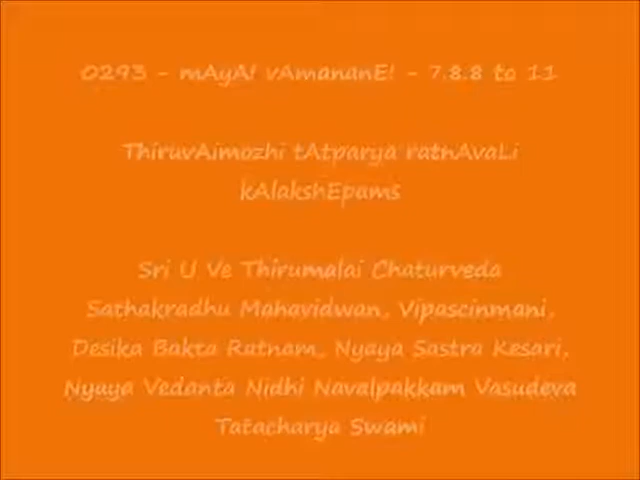 0293 - mAyA! vAmananE! - 7.8.8 to 11
ThiruvAimozhi tAtparya ratnAvaLi
kAlakshEpams
Sri U Ve Thirumalai Chaturveda
Sathakradhu Mahavidwan, Vipascinmani,
Desika Bakta Ratnam, Nyaya Sastra Kesari,
Nyaya Vedanta Nidhi Navalpakkam Vasudeva
Tatacharya Swami